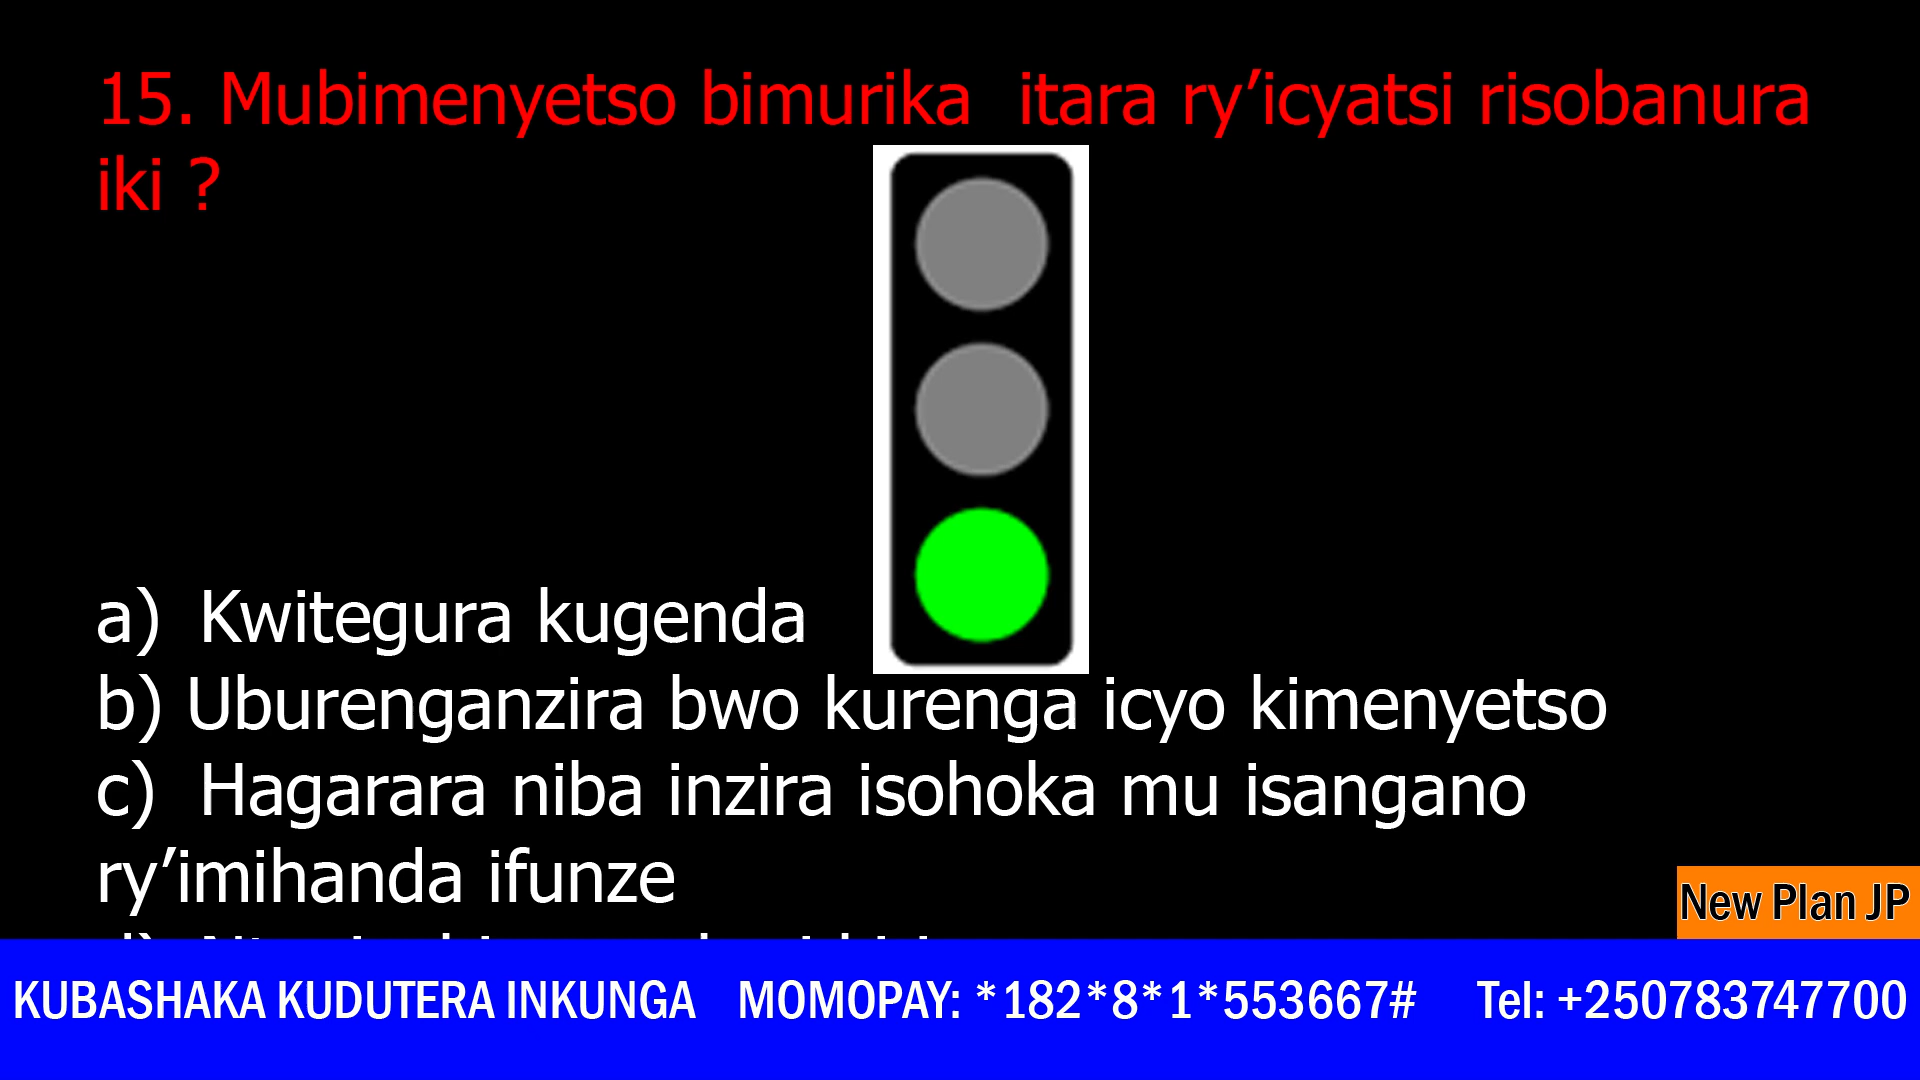 15. Mubimenyetso bimurika itara ry’icyatsi risobanura
iki ?
a) Kwitegura kugenda
b) Uburenganzira bwo kurenga icyo kimenyetso
c) Hagarara niba inzira isohoka mu isangano
ry’imihanda ifunze
New Plan JP
KUBASHAKA KUDUTERA INKUNGA MOMOPAY: *182*8*1*553667# Tel: +250783747700